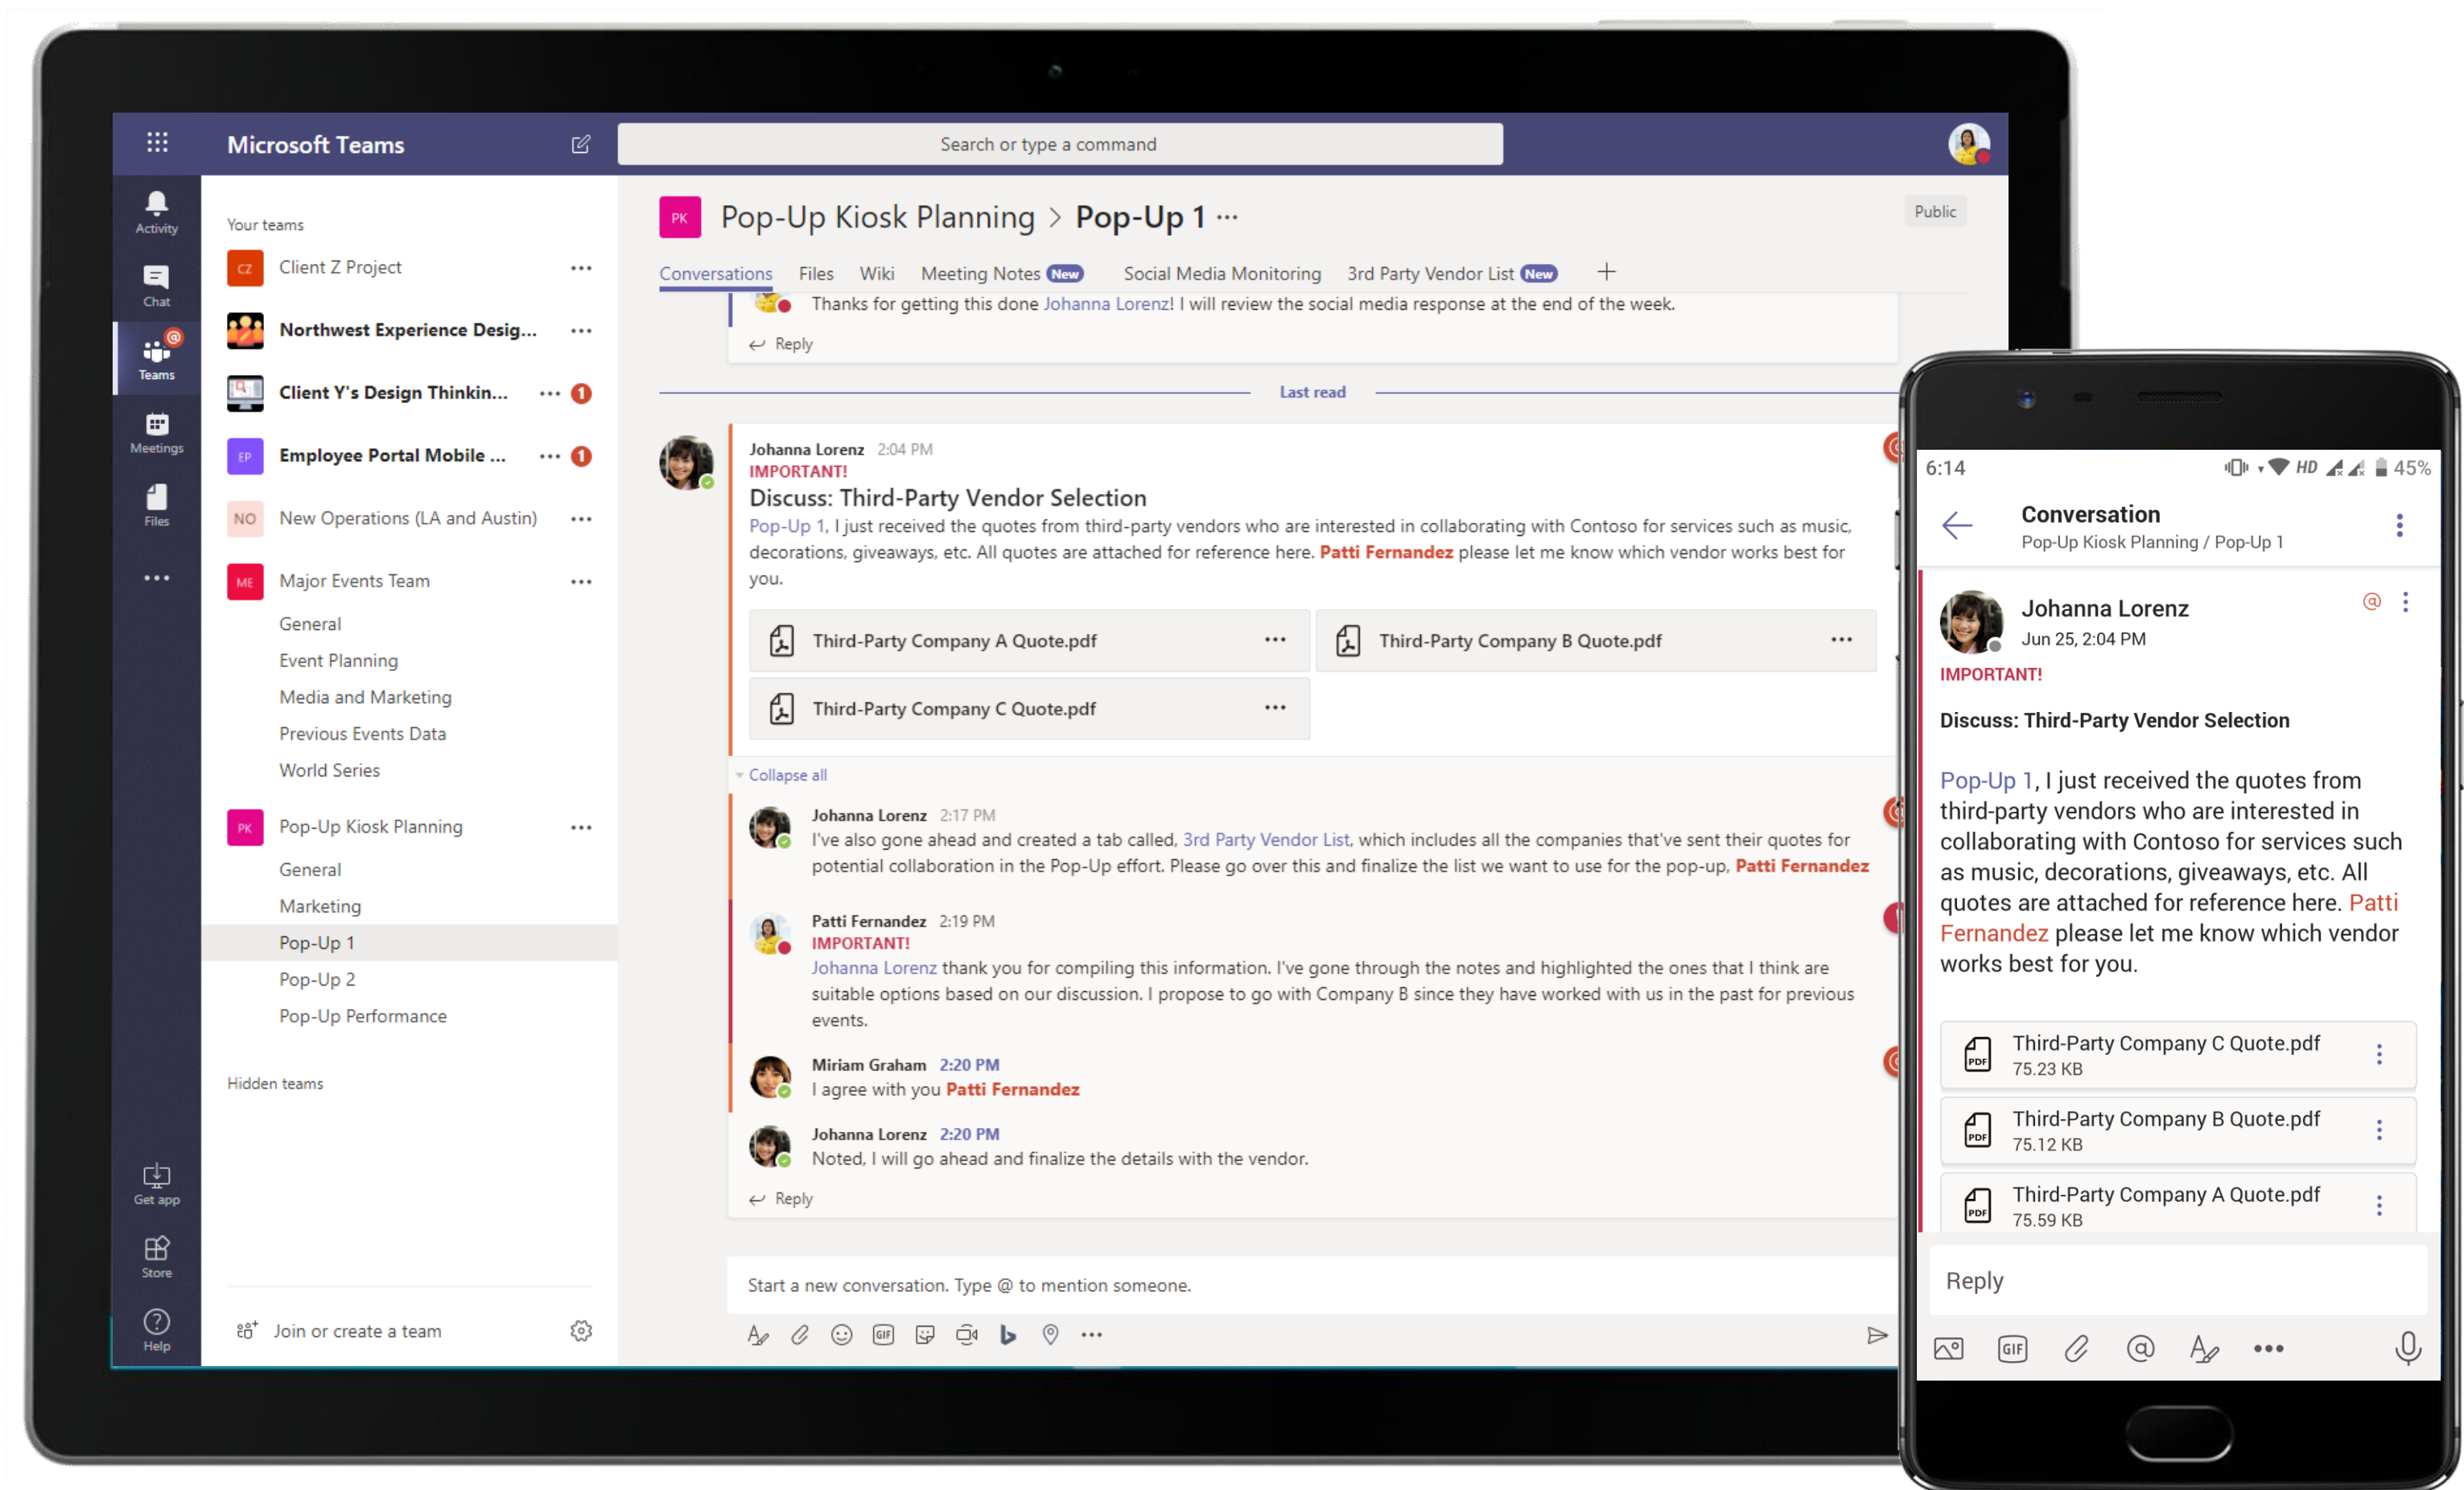 Microsoft Teams
Search or type a command
Activity
Chat
@
Teams
Meetings
Files
Get app
Store
Help
Your teams
CZ Client Z Project
Northwest Experience Desig...
Client Y's Design Thinkin... 1
EP Employee Portal Mobile ... 1
NO New Operations (LA and Austin)
ME Major Events Team
General
Event Planning
Media and Marketing
Previous Events Data
World Series
PK Pop-Up Kiosk Planning
General
Marketing
Pop-Up 1
Pop-Up 2
Pop-Up Performance
Hidden teams
Join or create a team
PK Pop-Up Kiosk Planning > Pop-Up 1 ...
Public
Conversations Files Wiki Meeting Notes New Social Media Monitoring 3rd Party Vendor List New +
Thanks for getting this done Johanna Lorenz! I will review the social media response at the end of the week.
Reply
Last read
Johanna Lorenz 2:04 PM
IMPORTANT!
Discuss: Third-Party Vendor Selection
Pop-Up 1, I just received the quotes from third-party vendors who are interested in collaborating with Contoso for services such as music,
decorations, giveaways, etc. All quotes are attached for reference here. Patti Fernandez please let me know which vendor works best for
you.
Third-Party Company A Quote.pdf
Third-Party Company B Quote.pdf
Third-Party Company C Quote.pdf
Collapse all
Johanna Lorenz 2:17 PM
I've also gone ahead and created a tab called, 3rd Party Vendor List, which includes all the companies that've sent their quotes for
potential collaboration in the Pop-Up effort. Please go over this and finalize the list we want to use for the pop-up, Patti Fernandez
Patti Fernandez 2:19 PM
IMPORTANT!
Johanna Lorenz thank you for compiling this information. I've gone through the notes and highlighted the ones that I think are
suitable options based on our discussion. I propose to go with Company B since they have worked with us in the past for previous
events.
Miriam Graham 2:20 PM
I agree with you Patti Fernandez
Johanna Lorenz 2:20 PM
Noted, I will go ahead and finalize the details with the vendor.
Reply
Start a new conversation. Type @ to mention someone.
GIF
6:14 HD 45%
Conversation
Pop-Up Kiosk Planning / Pop-Up 1
Johanna Lorenz @
Jun 25, 2:04 PM
IMPORTANT!
Discuss: Third-Party Vendor Selection
Pop-Up 1, I just received the quotes from
third-party vendors who are interested in
collaborating with Contoso for services such
as music, decorations, giveaways, etc. All
quotes are attached for reference here. Patti
Fernandez please let me know which vendor
works best for you.
PDF Third-Party Company C Quote.pdf
75.23 KB
PDF Third-Party Company B Quote.pdf
75.12 KB
PDF Third-Party Company A Quote.pdf
75.59 KB
Reply
GIF @